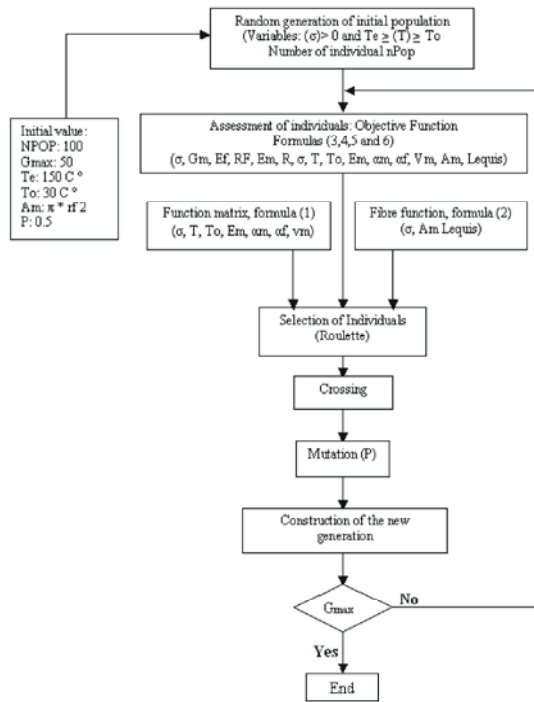 Random generation of initial population
(Variables: (σ)> 0 and Te ≥ (T) ≥ To
Number of individual nPop
Initial value:
NPOP: 100
Gmax: 50
Te: 150 C °
To: 30 C °
Am: π * rf 2
P: 0.5
Assessment of individuals: Objective Function
Formulas (3,4,5 and 6)
(σ, Gm, Ef, RF, Em, R, σ, T, To, Em, αm, αf, Vm, Am, Lequis)
Function matrix, formula (1)
(σ, T, To, Em, αm, αf, vm)
Fibre function, formula (2)
(σ, Am Lequis)
Selection of Individuals
(Roulette)
Crossing
Mutation (P)
Construction of the new
generation
Gmax
No
Yes
End